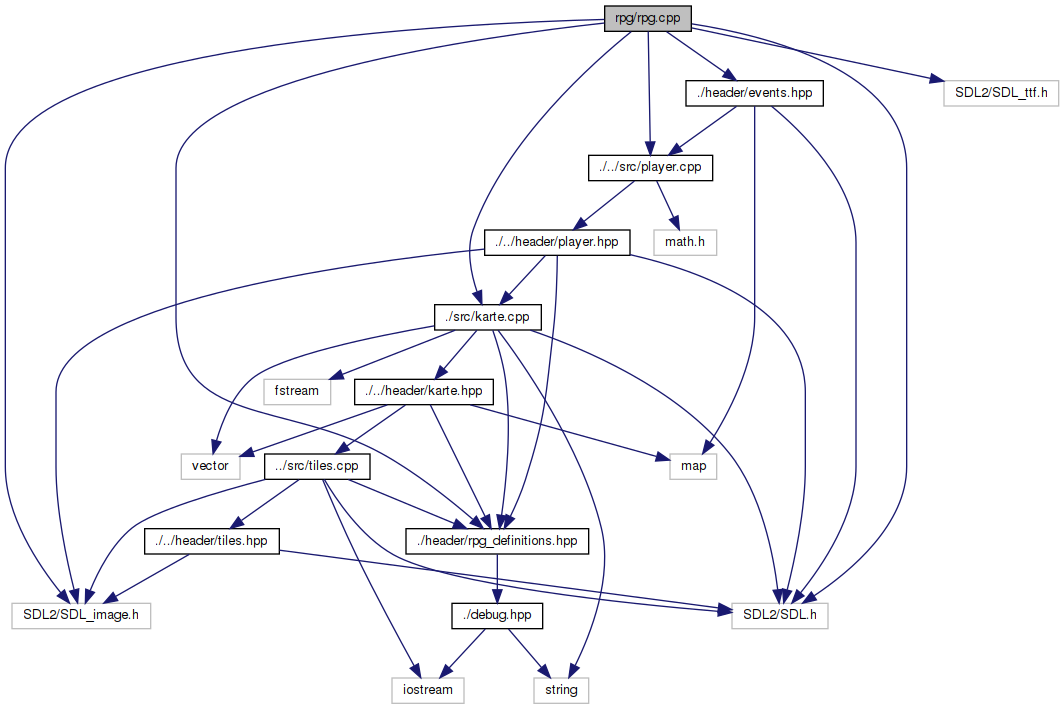 rpg/rpg.cpp
./header/events.hpp
SDL2/SDL_ttf.h
./../src/player.cpp
./../header/player.hpp
math.h
./src/karte.cpp
fstream
./../header/karte.hpp
vector
../src/tiles.cpp
map
./../header/tiles.hpp
./header/rpg_definitions.hpp
SDL2/SDL_image.h
./debug.hpp
SDL2/SDL.h
iostream
string